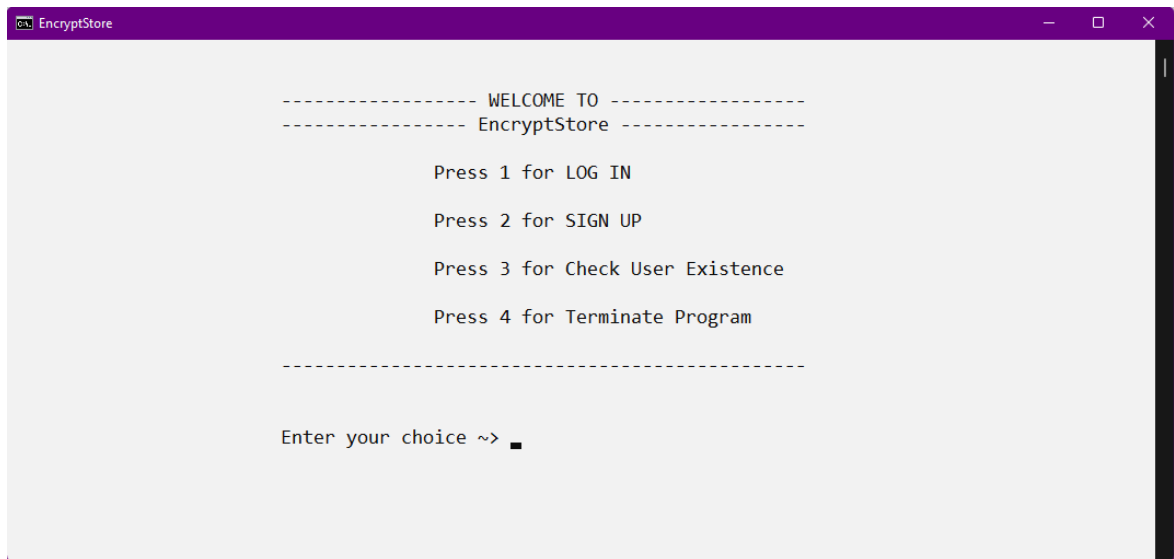 EncryptStore
------------------ WELCOME TO ------------------
----------------- EncryptStore -----------------
Press 1 for LOG IN
Press 2 for SIGN UP
Press 3 for Check User Existence
Press 4 for Terminate Program
------------------------------------------------
Enter your choice ~>